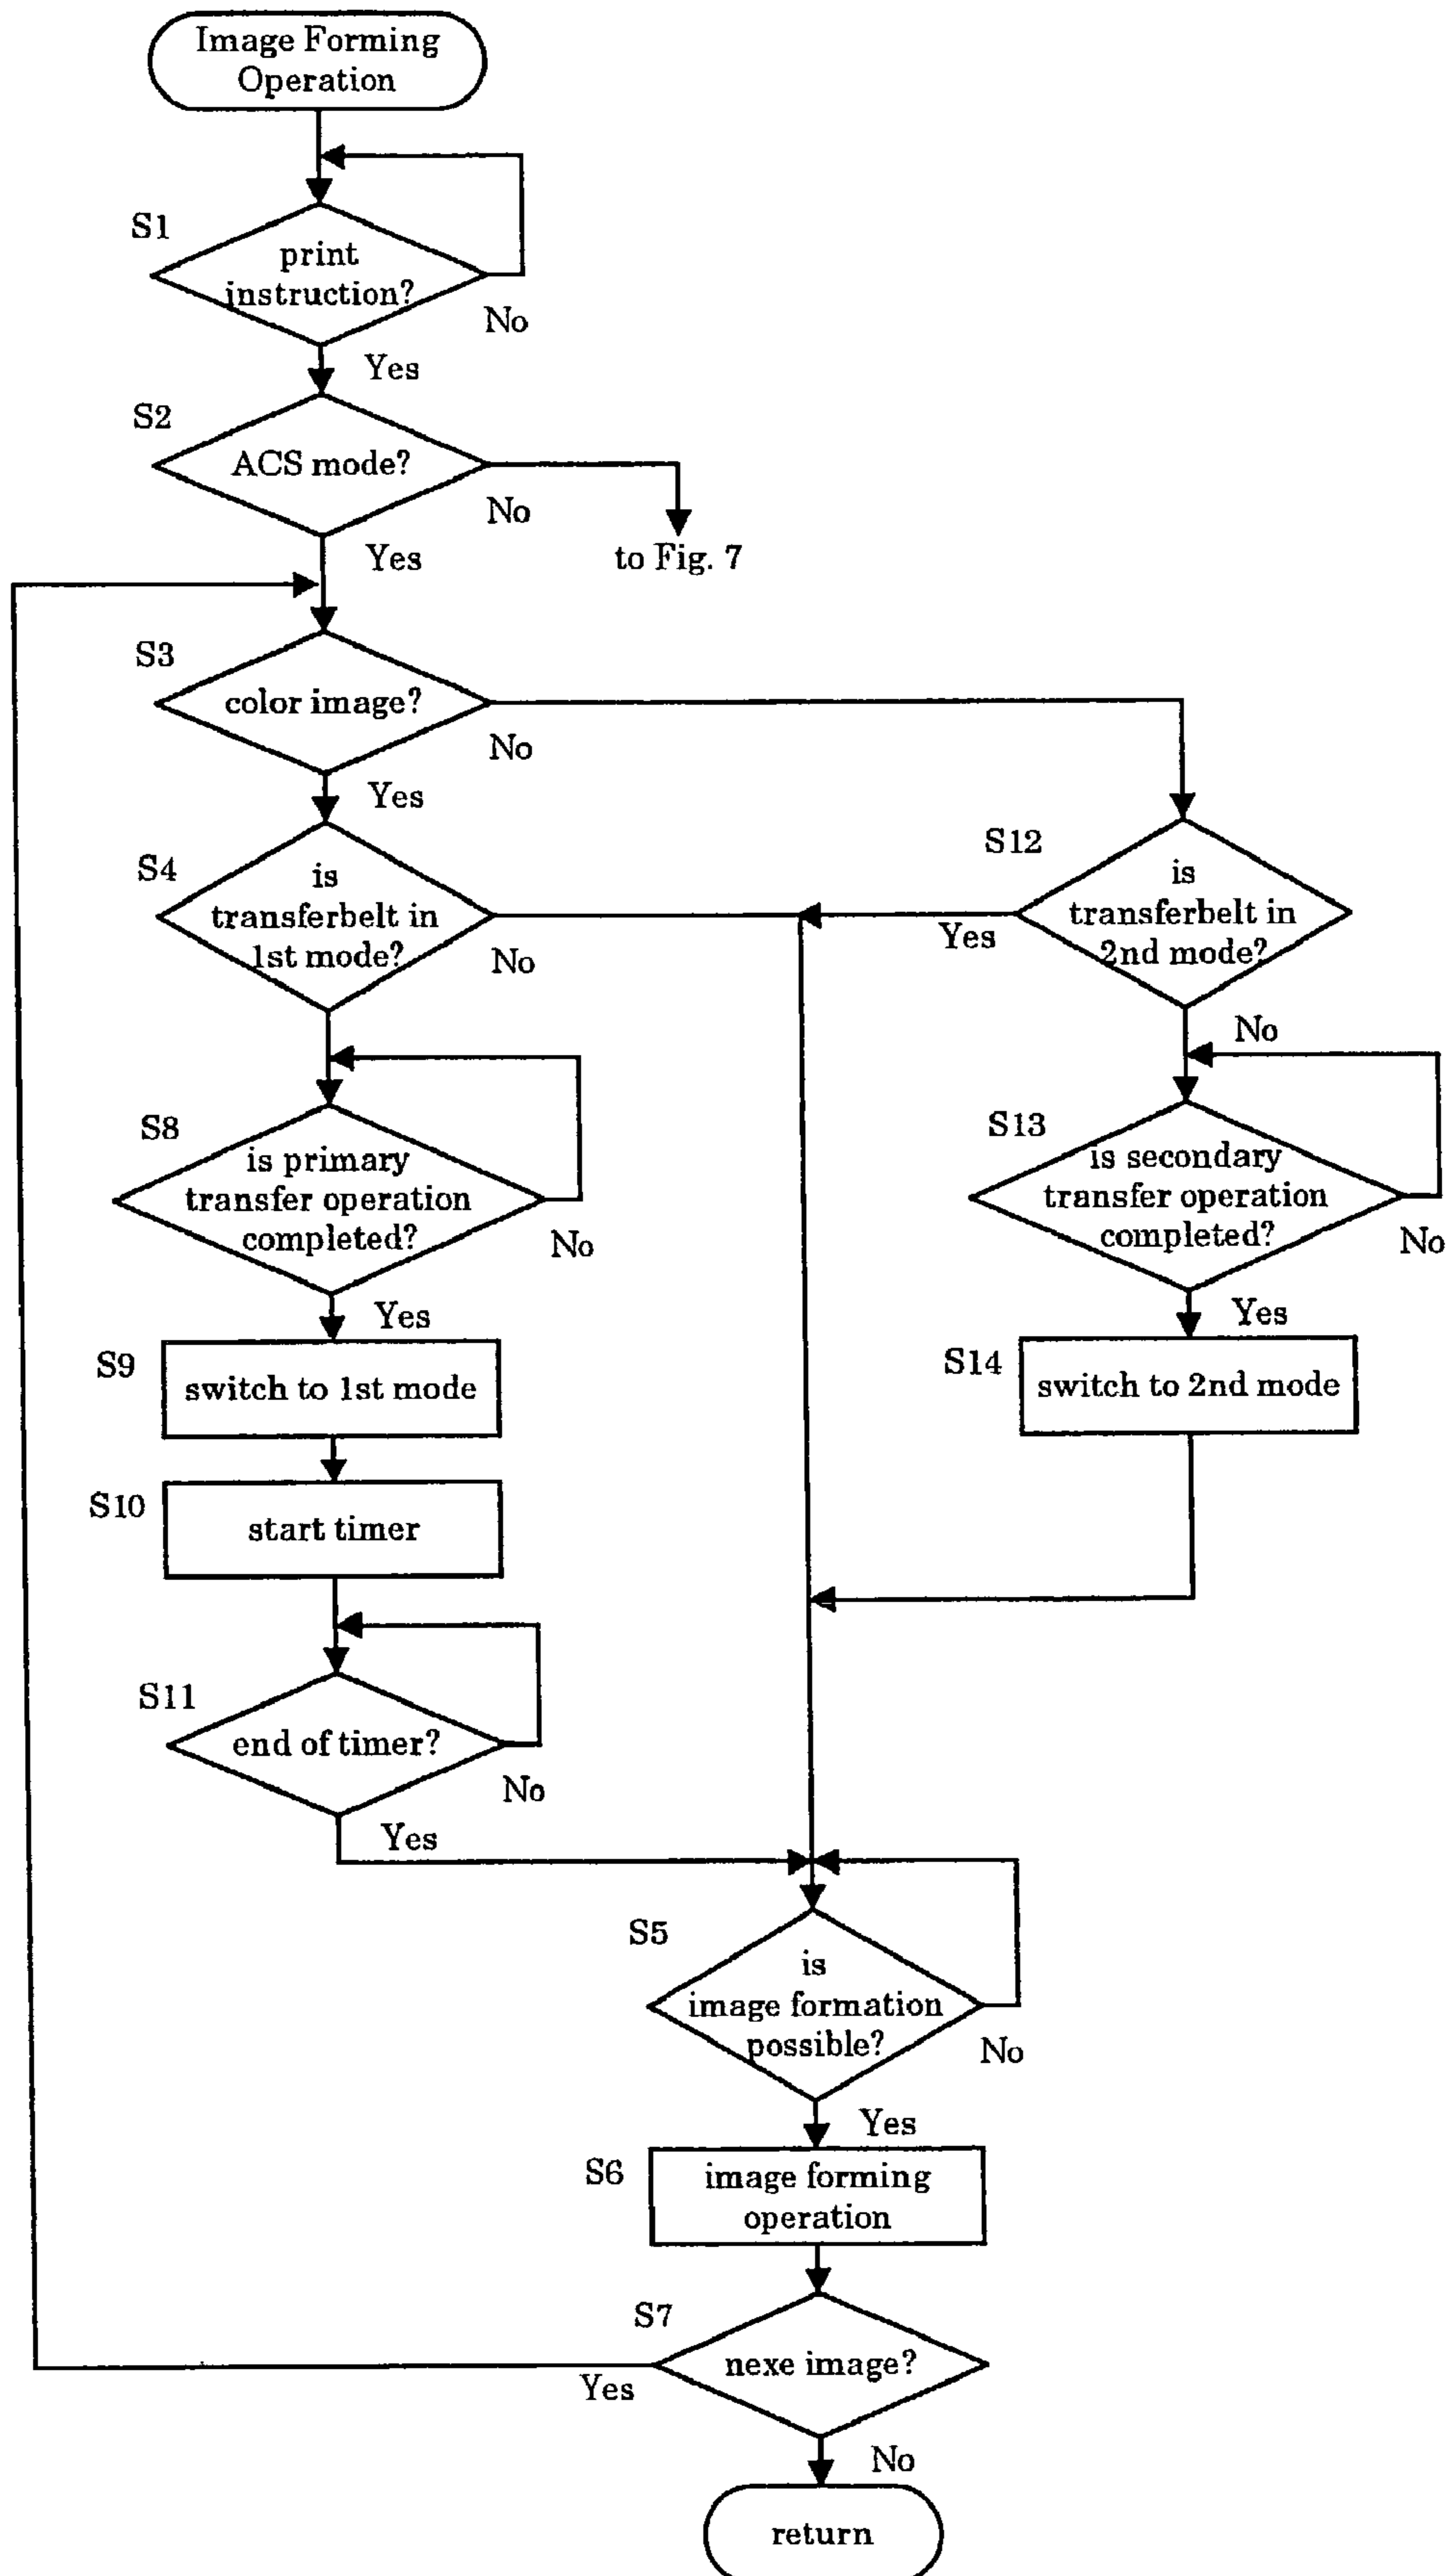 Image Forming
Operation
S1
print
instruction?
No
Yes
S2
ACS mode?
No
to Fig. 7
Yes
S3
color image?
No
Yes
S4
is
transferbelt in
1st mode?
No
S12
is
transferbelt in
2nd mode?
Yes
No
S8
is primary
transfer operation
completed?
No
Yes
S13
is secondary
transfer operation
completed?
No
Yes
S9
switch to 1st mode
S14
switch to 2nd mode
S10
start timer
S11
end of timer?
No
Yes
S5
is
image formation
possible?
No
Yes
S6
image forming
operation
S7
nexe image?
Yes
No
return